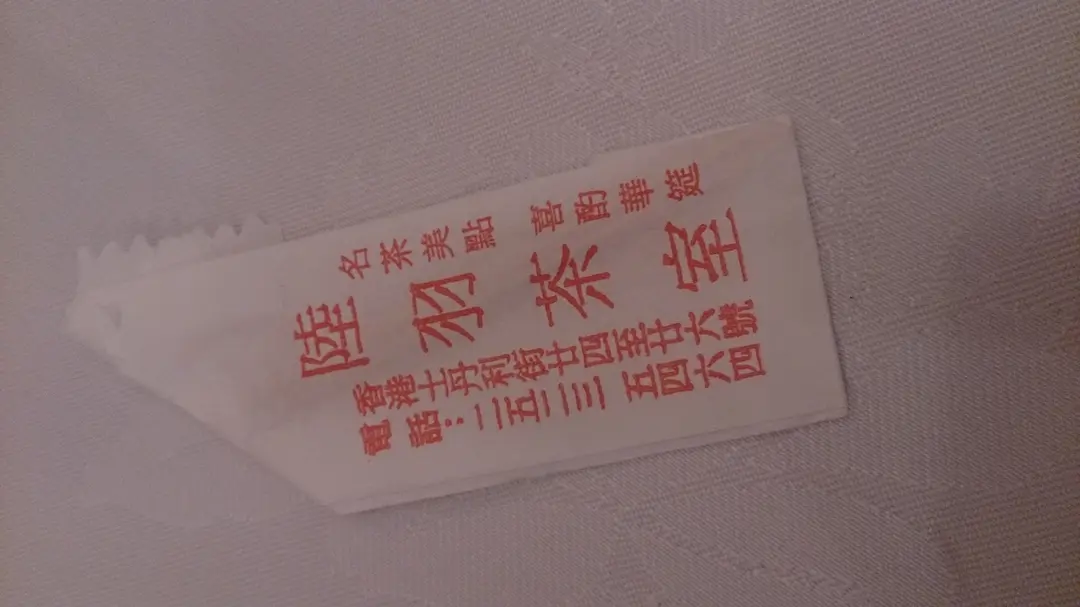 名茶美點 喜酌華筵
陸羽茶室
香港士丹利街廿四至廿六號
電話:二五二三 五四六四